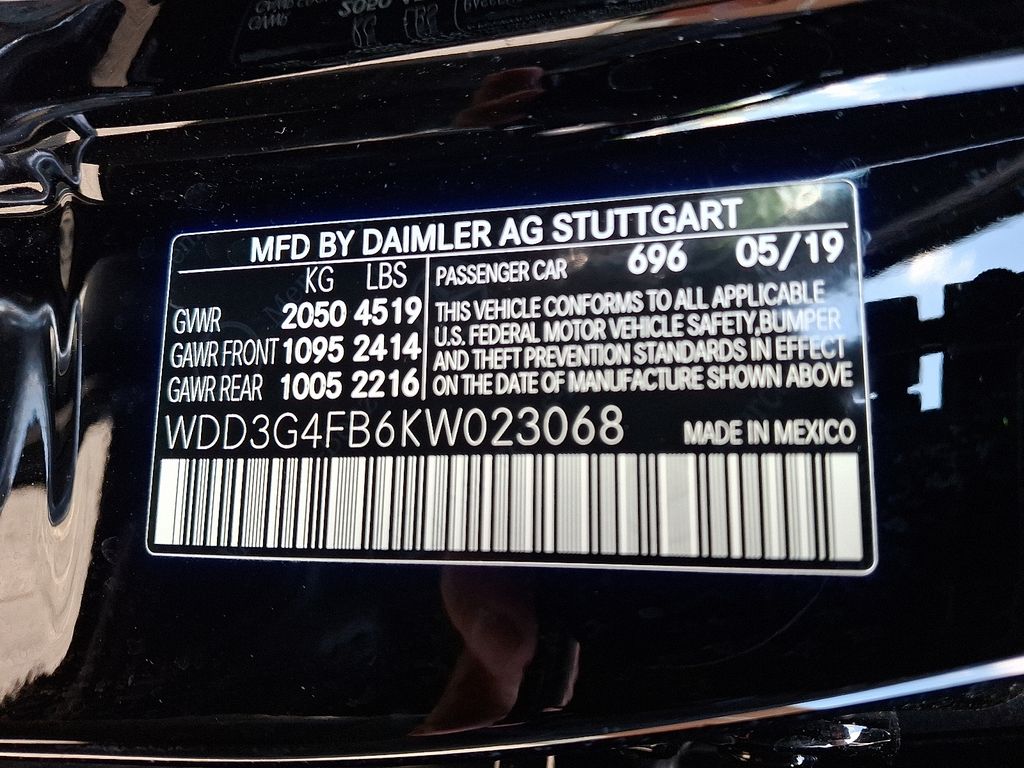 MFD BY DAIMLER AG STUTTGART
KG LBS
GVWR 2050 4519
GAWR FRONT 1095 2414
GAWR REAR 1005 2216
PASSENGER CAR 696 05/19
THIS VEHICLE CONFORMS TO ALL APPLICABLE
U.S. FEDERAL MOTOR VEHICLE SAFETY,BUMPER
AND THEFT PREVENTION STANDARDS IN EFFECT
ON THE DATE OF MANUFACTURE SHOWN ABOVE
WDD3G4FB6KW023068
MADE IN MEXICO